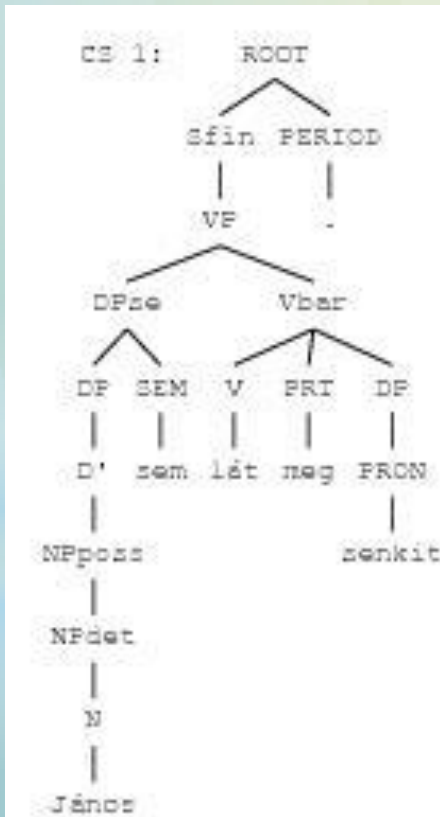 CS 1: ROOT
Sfin PERIOD
VP .
DPse Vbar
DP SEM V PRT DP
D' sem lát meg PRON
NPposs senkit
NPdet
N
János